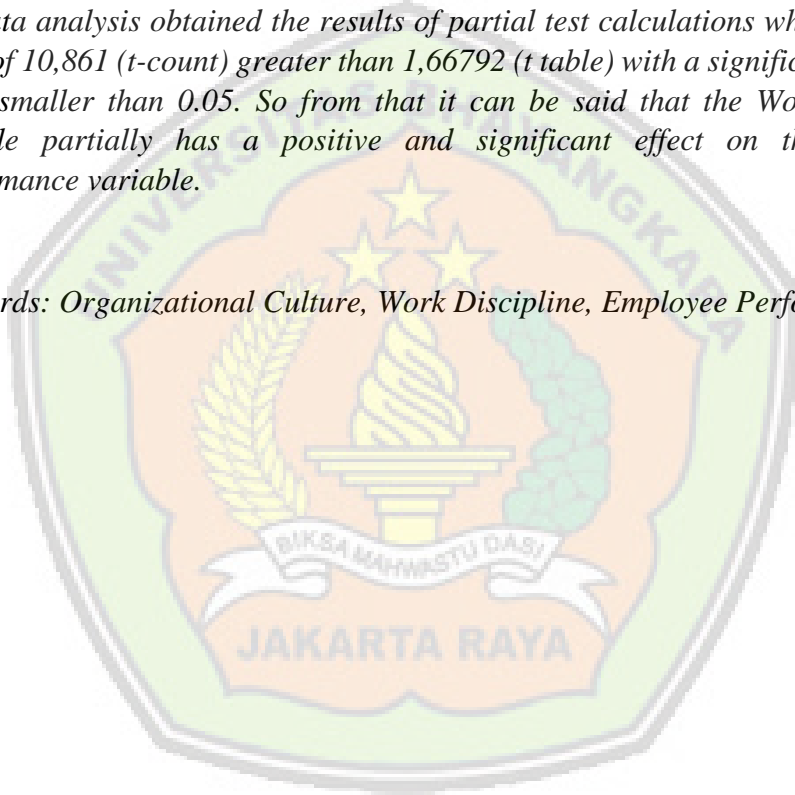 ta analysis obtained the results of partial test calculations wh
of 10,861 (t-count) greater than 1,66792 (t table) with a signific
smaller than 0.05. So from that it can be said that the Wo
le partially has a positive and significant effect on th
mance variable.
rds: Organizational Culture, Work Discipline, Employee Perfo
UNIVERSITAS BHAYANGKARA
BIKSA MAHWASTU DASI
JAKARTA RAYA